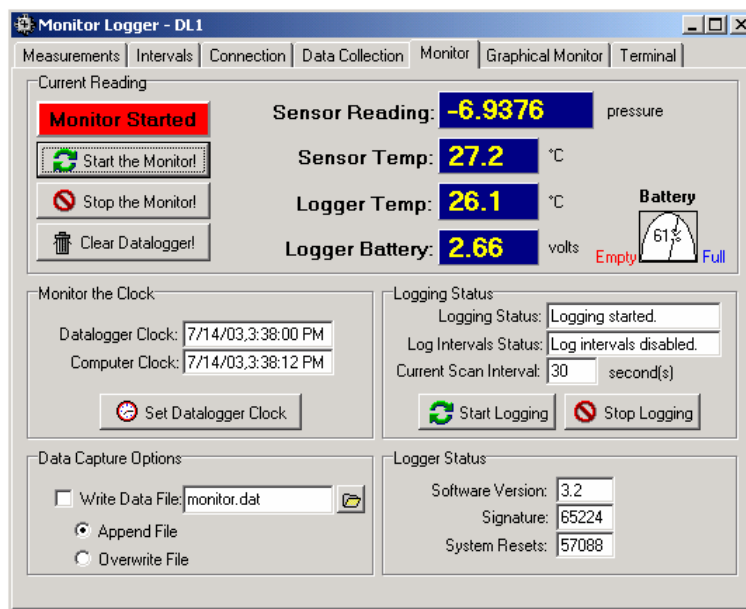 Monitor Logger - DL1
Measurements Intervals Connection Data Collection Monitor Graphical Monitor Terminal
Current Reading
Monitor Started
Sensor Reading: -6.9376 pressure
Start the Monitor!
Sensor Temp: 27.2 °C
Stop the Monitor!
Logger Temp: 26.1 °C
Battery
Clear Datalogger!
Logger Battery: 2.66 volts
Empty 61% Full
Monitor the Clock
Datalogger Clock: 7/14/03,3:38:00 PM
Computer Clock: 7/14/03,3:38:12 PM
Set Datalogger Clock
Logging Status
Logging Status: Logging started.
Log Intervals Status: Log intervals disabled.
Current Scan Interval: 30 second(s)
Start Logging Stop Logging
Data Capture Options
Write Data File: monitor.dat
Append File
Overwrite File
Logger Status
Software Version: 3.2
Signature: 65224
System Resets: 57088